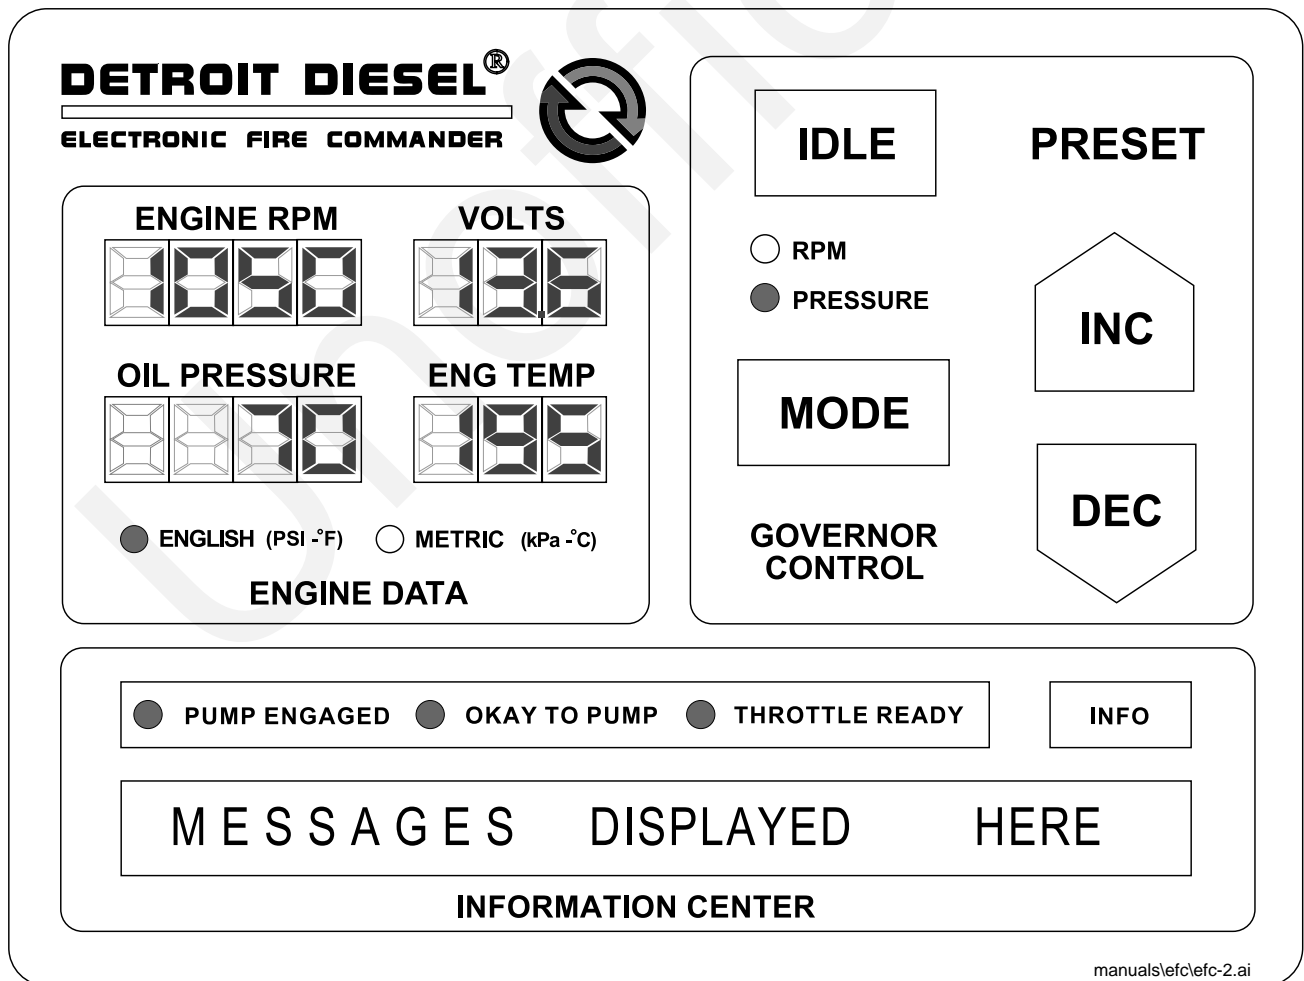 DETROIT DIESEL®
ELECTRONIC FIRE COMMANDER
ENGINE RPM VOLTS
1050 13.6
OIL PRESSURE ENG TEMP
70 195
ENGLISH (PSI -°F) METRIC (kPa -°C)
ENGINE DATA
IDLE PRESET
RPM
PRESSURE
INC
MODE
DEC
GOVERNOR
CONTROL
PUMP ENGAGED OKAY TO PUMP THROTTLE READY INFO
MESSAGES DISPLAYED HERE
INFORMATION CENTER
manuals\efc\efc-2.ai